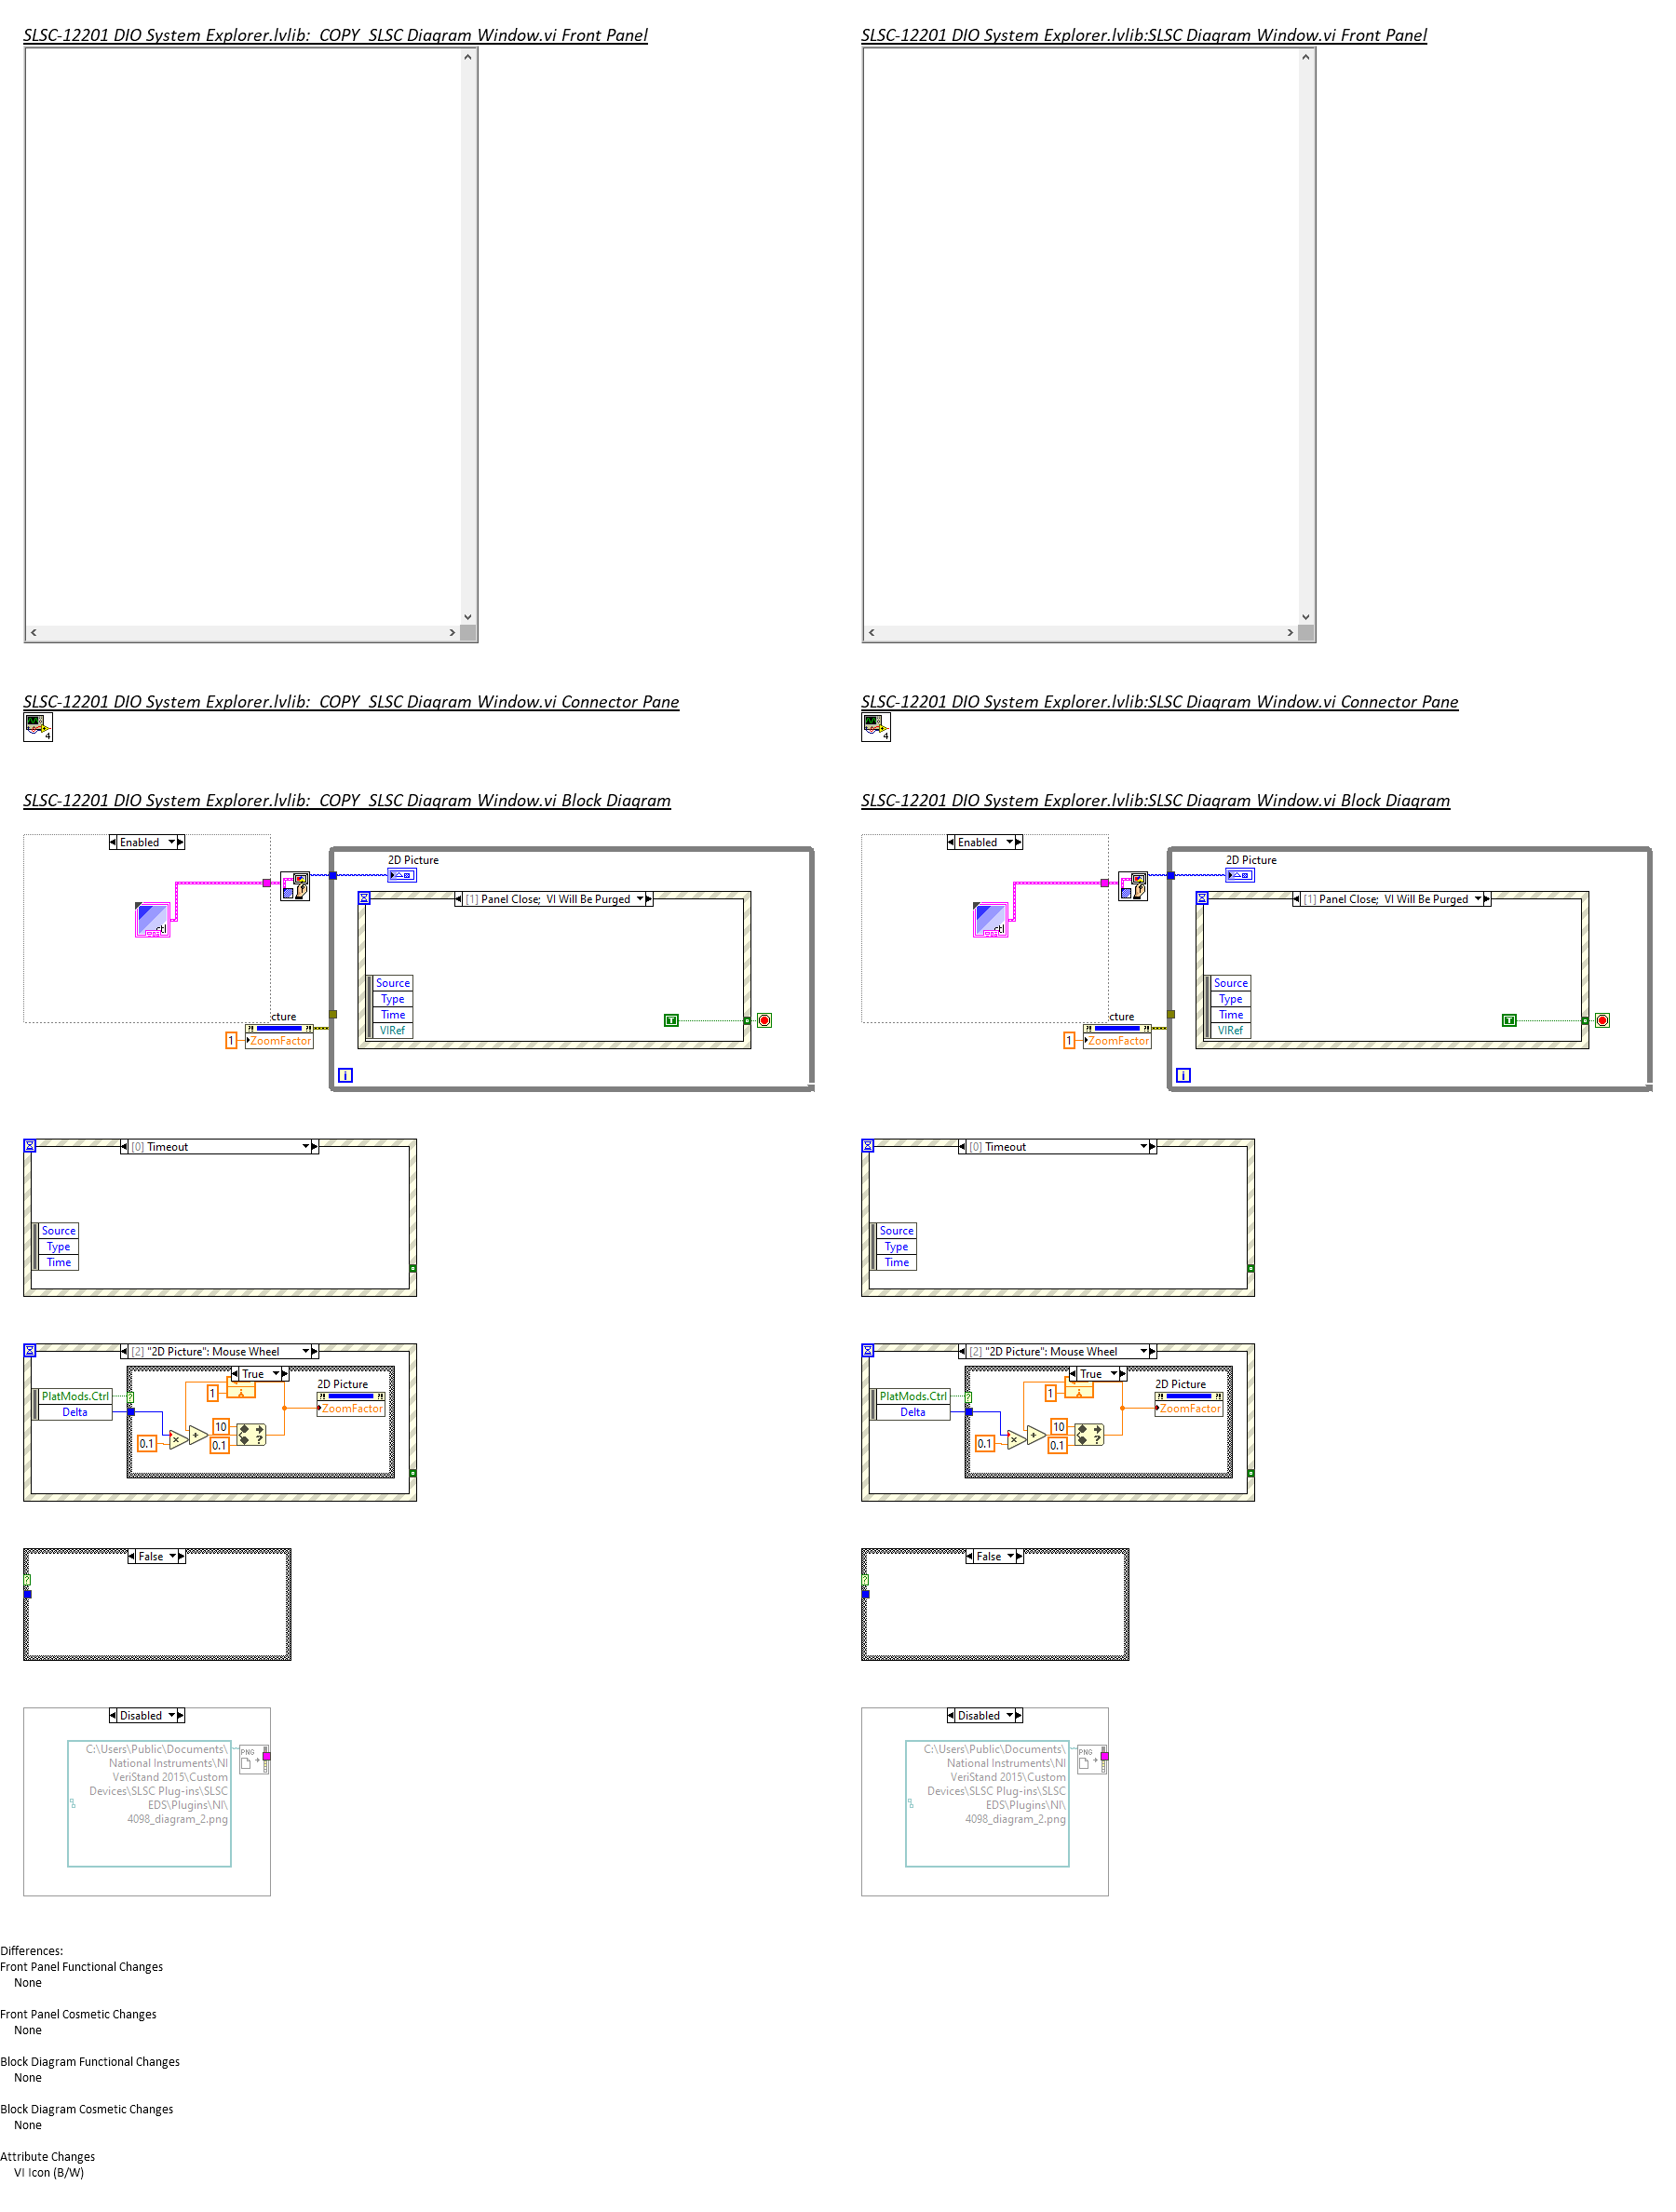 SLSC-12201 DIO System Explorer.lvlib:  COPY  SLSC Diagram Window.vi Front Panel
SLSC-12201 DIO System Explorer.lvlib:SLSC Diagram Window.vi Front Panel
SLSC-12201 DIO System Explorer.lvlib:  COPY  SLSC Diagram Window.vi Connector Pane
SLSC-12201 DIO System Explorer.lvlib:SLSC Diagram Window.vi Connector Pane
4
4
SLSC-12201 DIO System Explorer.lvlib:  COPY  SLSC Diagram Window.vi Block Diagram
SLSC-12201 DIO System Explorer.lvlib:SLSC Diagram Window.vi Block Diagram
Enabled
2D Picture
[1] Panel Close;  VI Will Be Purged
ctl
Source
Type
Time
VIRef
T
cture
1
ZoomFactor
i
Enabled
2D Picture
[1] Panel Close;  VI Will Be Purged
ctl
Source
Type
Time
VIRef
T
cture
1
ZoomFactor
i
[0] Timeout
Source
Type
Time
[0] Timeout
Source
Type
Time
[2] "2D Picture": Mouse Wheel
True
PlatMods.Ctrl
Delta
1
2D Picture
ZoomFactor
10
0.1
0.1
[2] "2D Picture": Mouse Wheel
True
PlatMods.Ctrl
Delta
1
2D Picture
ZoomFactor
10
0.1
0.1
False
?
False
?
Disabled
C:\Users\Public\Documents\
National Instruments\NI
VeriStand 2015\Custom
Devices\SLSC Plug-ins\SLSC
EDS\Plugins\NI\
4098_diagram_2.png
PNG
Disabled
C:\Users\Public\Documents\
National Instruments\NI
VeriStand 2015\Custom
Devices\SLSC Plug-ins\SLSC
EDS\Plugins\NI\
4098_diagram_2.png
PNG
Differences:
Front Panel Functional Changes
None
Front Panel Cosmetic Changes
None
Block Diagram Functional Changes
None
Block Diagram Cosmetic Changes
None
Attribute Changes
VI Icon (B/W)